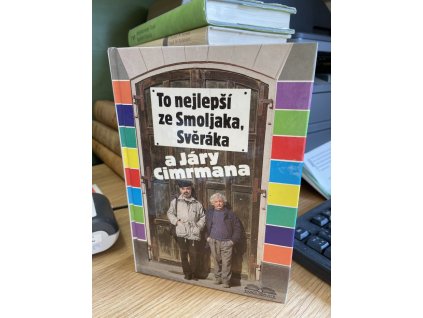 To nejlepší
ze Smoljaka,
Svěráka
a Járy
cimrmana